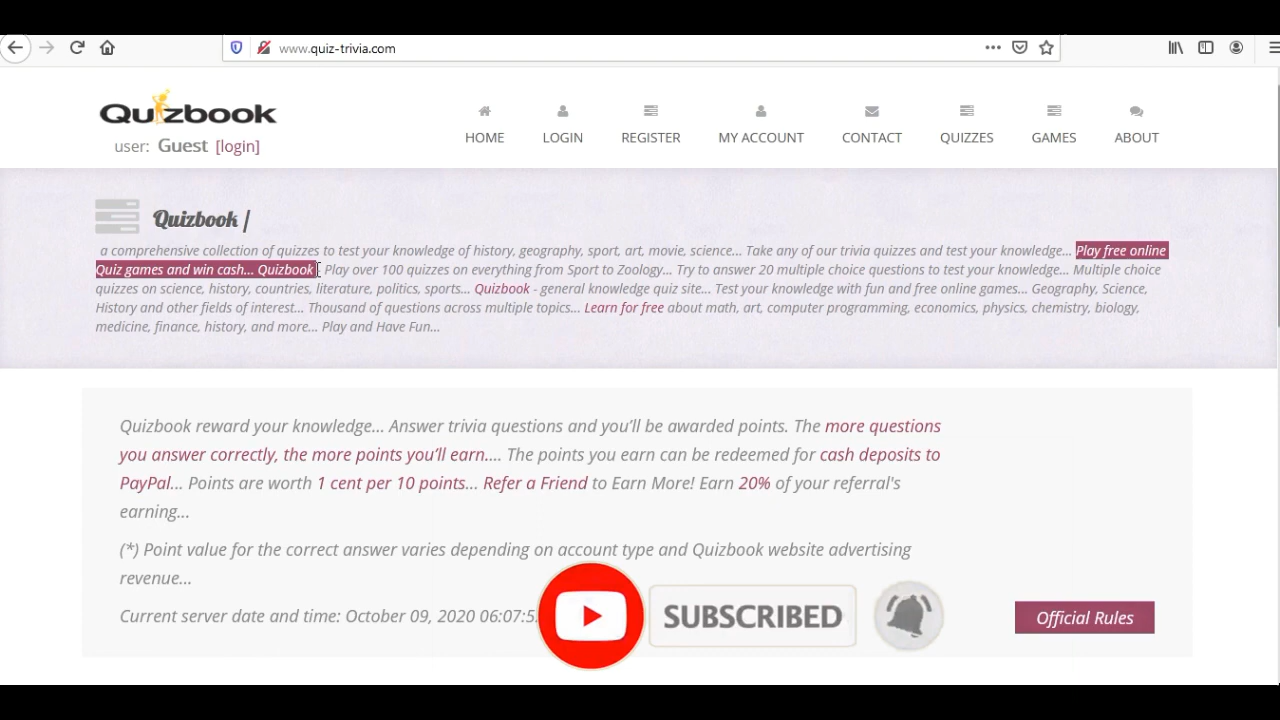 www.quiz-trivia.com
Quizbook
user: Guest [login]
HOME LOGIN REGISTER MY ACCOUNT CONTACT QUIZZES GAMES ABOUT
Quizbook |
a comprehensive collection of quizzes to test your knowledge of history, geography, sport, art, movie, science... Take any of our trivia quizzes and test your knowledge... Play free online
Quiz games and win cash... Quizbook : Play over 100 quizzes on everything from Sport to Zoology... Try to answer 20 multiple choice questions to test your knowledge... Multiple choice
quizzes on science, history, countries, literature, politics, sports... Quizbook - general knowledge quiz site... Test your knowledge with fun and free online games... Geography, Science,
History and other fields of interest... Thousand of questions across multiple topics... Learn for free about math, art, computer programming, economics, physics, chemistry, biology,
medicine, finance, history, and more... Play and Have Fun...
Quizbook reward your knowledge... Answer trivia questions and you'll be awarded points. The more questions
you answer correctly, the more points you'll earn.... The points you earn can be redeemed for cash deposits to
PayPal... Points are worth 1 cent per 10 points... Refer a Friend to Earn More! Earn 20% of your referral's
earning...
(*) Point value for the correct answer varies depending on account type and Quizbook website advertising
revenue...
Current server date and time: October 09, 2020 06:07:5
SUBSCRIBED
Official Rules